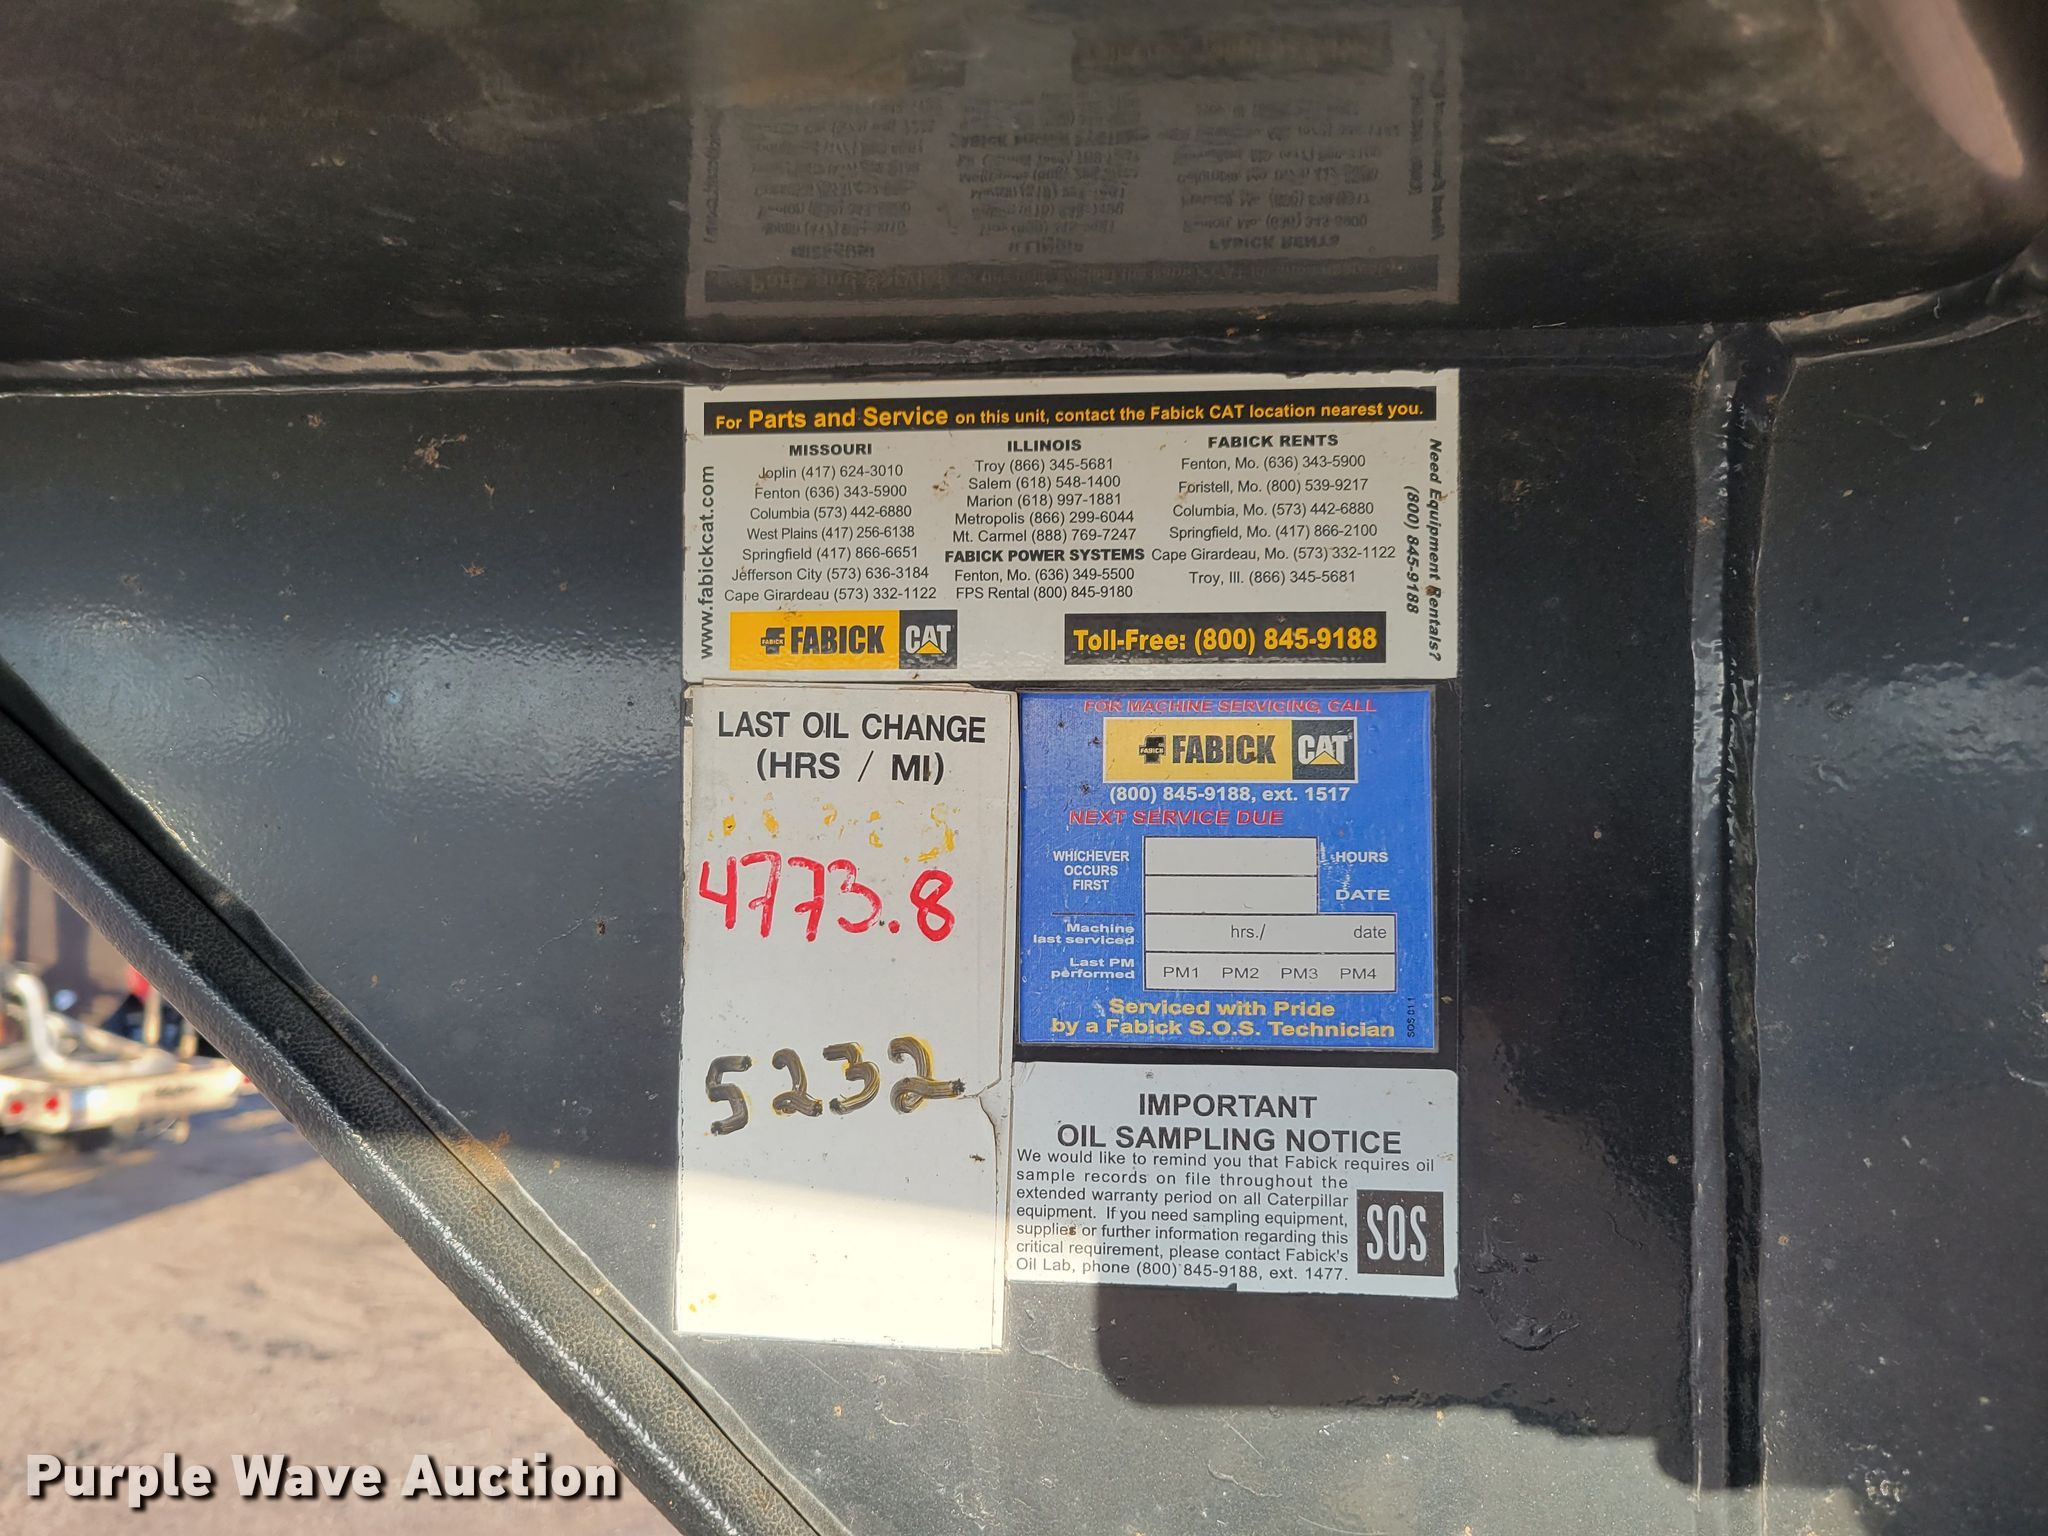 For Parts and Service on this unit, contact the Fabick CAT location nearest you.
www.fabickcat.com
MISSOURI
Joplin (417) 624-3010
Fenton (636) 343-5900
Columbia (573) 442-6880
West Plains (417) 256-6138
Springfield (417) 866-6651
Jefferson City (573) 636-3184
Cape Girardeau (573) 332-1122
ILLINOIS
Troy (866) 345-5681
Salem (618) 548-1400
Marion (618) 997-1881
Metropolis (866) 299-6044
Mt. Carmel (888) 769-7247
FABICK POWER SYSTEMS
Fenton, Mo. (636) 349-5500
FPS Rental (800) 845-9180
FABICK RENTS
Fenton, Mo. (636) 343-5900
Foristell, Mo. (800) 539-9217
Columbia, Mo. (573) 442-6880
Springfield, Mo. (417) 866-2100
Cape Girardeau, Mo. (573) 332-1122
Troy, Ill. (866) 345-5681
Need Equipment Rentals?
(800) 845-9188
FABICK FABICK CAT
Toll-Free: (800) 845-9188
LAST OIL CHANGE
(HRS / MI)
4773.8
5232
FOR MACHINE SERVICING, CALL
FABICK FABICK CAT
(800) 845-9188, ext. 1517
NEXT SERVICE DUE
WHICHEVER
OCCURS
FIRST
HOURS
DATE
Machine
last serviced
hrs./ date
Last PM
performed
PM1 PM2 PM3 PM4
Serviced with Pride
by a Fabick S.O.S. Technician
SOS 01.1
IMPORTANT
OIL SAMPLING NOTICE
We would like to remind you that Fabick requires oil
sample records on file throughout the
extended warranty period on all Caterpillar
equipment. If you need sampling equipment,
supplies or further information regarding this
critical requirement, please contact Fabick's
Oil Lab, phone (800) 845-9188, ext. 1477.
SOS
Purple Wave Auction